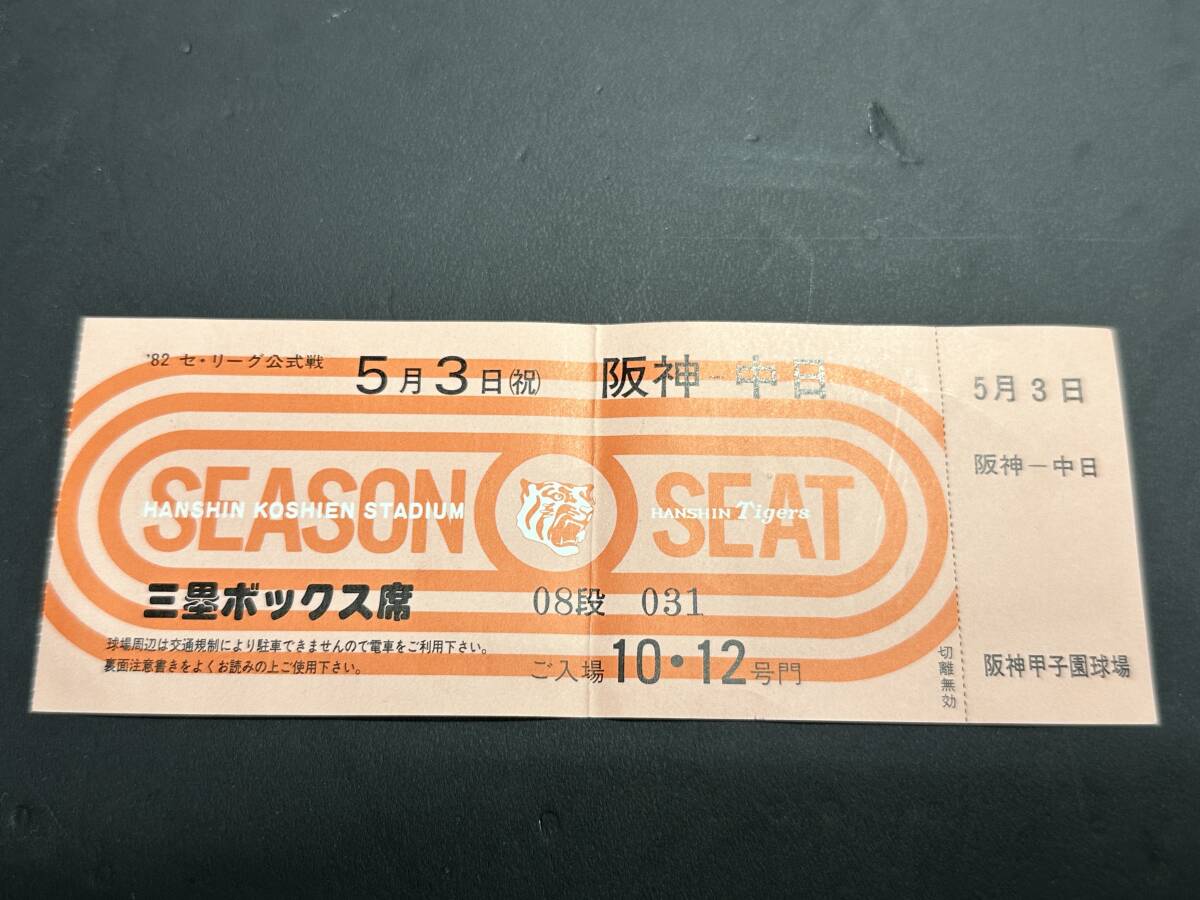 '82 セ・リーグ公式戦
5月3日(祝) 阪神-中日
SEASON SEAT
HANSHIN KOSHIEN STADIUM
HANSHIN Tigers
三塁ボックス席 08段 031
球場周辺は交通規制により駐車できませんので電車をご利用下さい。
裏面注意書きをよくお読みの上ご使用下さい。
ご入場10・12号門
切離無効
5月3日
阪神-中日
阪神甲子園球場